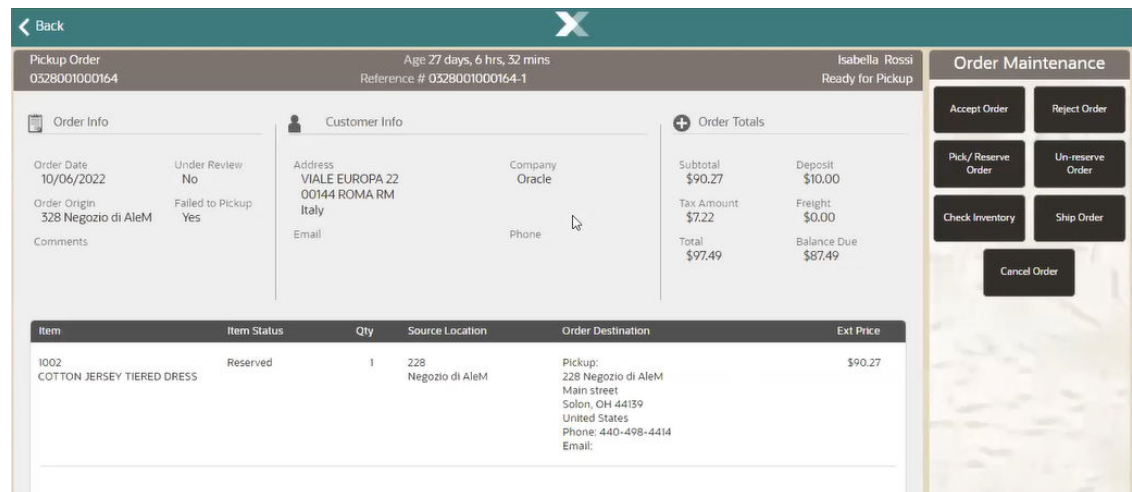 Back
X
Pickup Order
0328001000164
Age 27 days, 6 hrs, 32 mins
Reference # 0328001000164-1
Isabella Rossi
Ready for Pickup
Order Info
Order Date
10/06/2022
Under Review
No
Order Origin
328 Negozio di AleM
Failed to Pickup
Yes
Comments
Customer Info
Address
VIALE EUROPA 22
00144 ROMA RM
Italy
Company
Oracle
Email
Phone
Order Totals
Subtotal
$90.27
Deposit
$10.00
Tax Amount
$7.22
Freight
$0.00
Total
$97.49
Balance Due
$87.49
Item Item Status Qty Source Location Order Destination Ext Price
1002 Reserved 1 228 Pickup: $90.27
COTTON JERSEY TIERED DRESS Negozio di AleM 228 Negozio di AleM
Main street
Solon, OH 44139
United States
Phone: 440-498-4414
Email:
Order Maintenance
Accept Order
Reject Order
Pick/ Reserve
Order
Un-reserve
Order
Check Inventory
Ship Order
Cancel Order